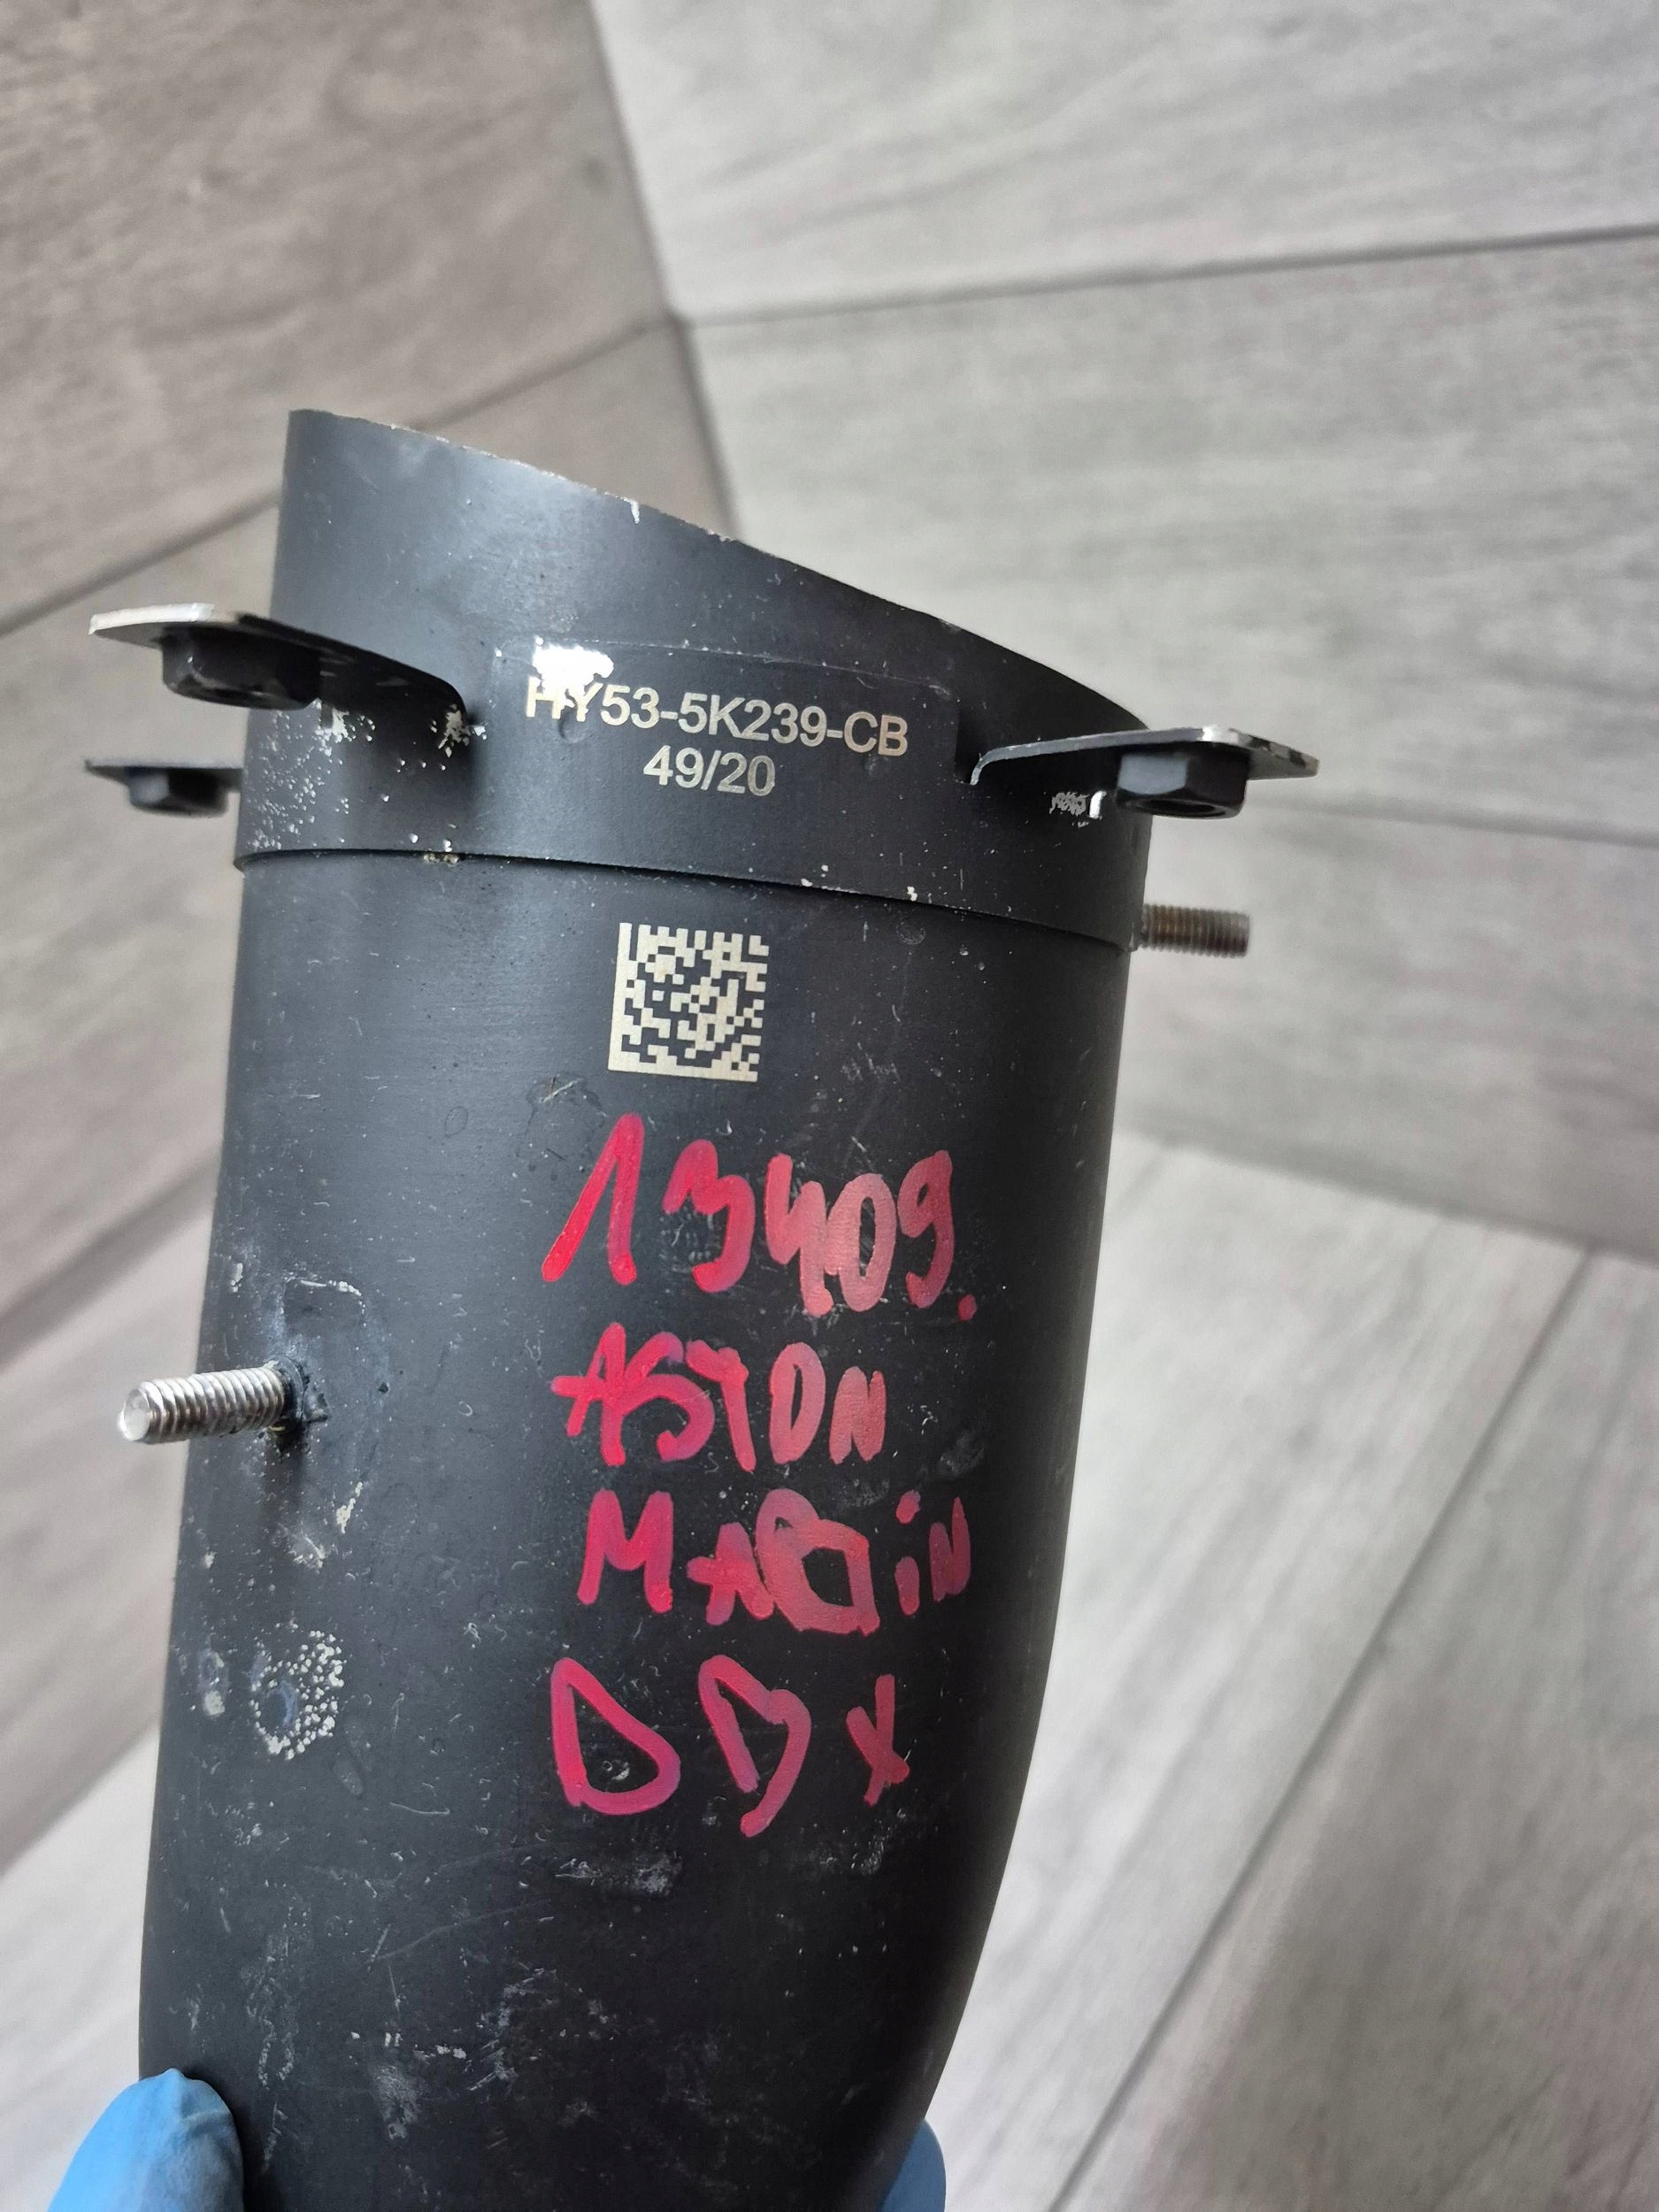 HY53-5K239-CB
49/20
13409.
ASTON
MARTIN
DBX